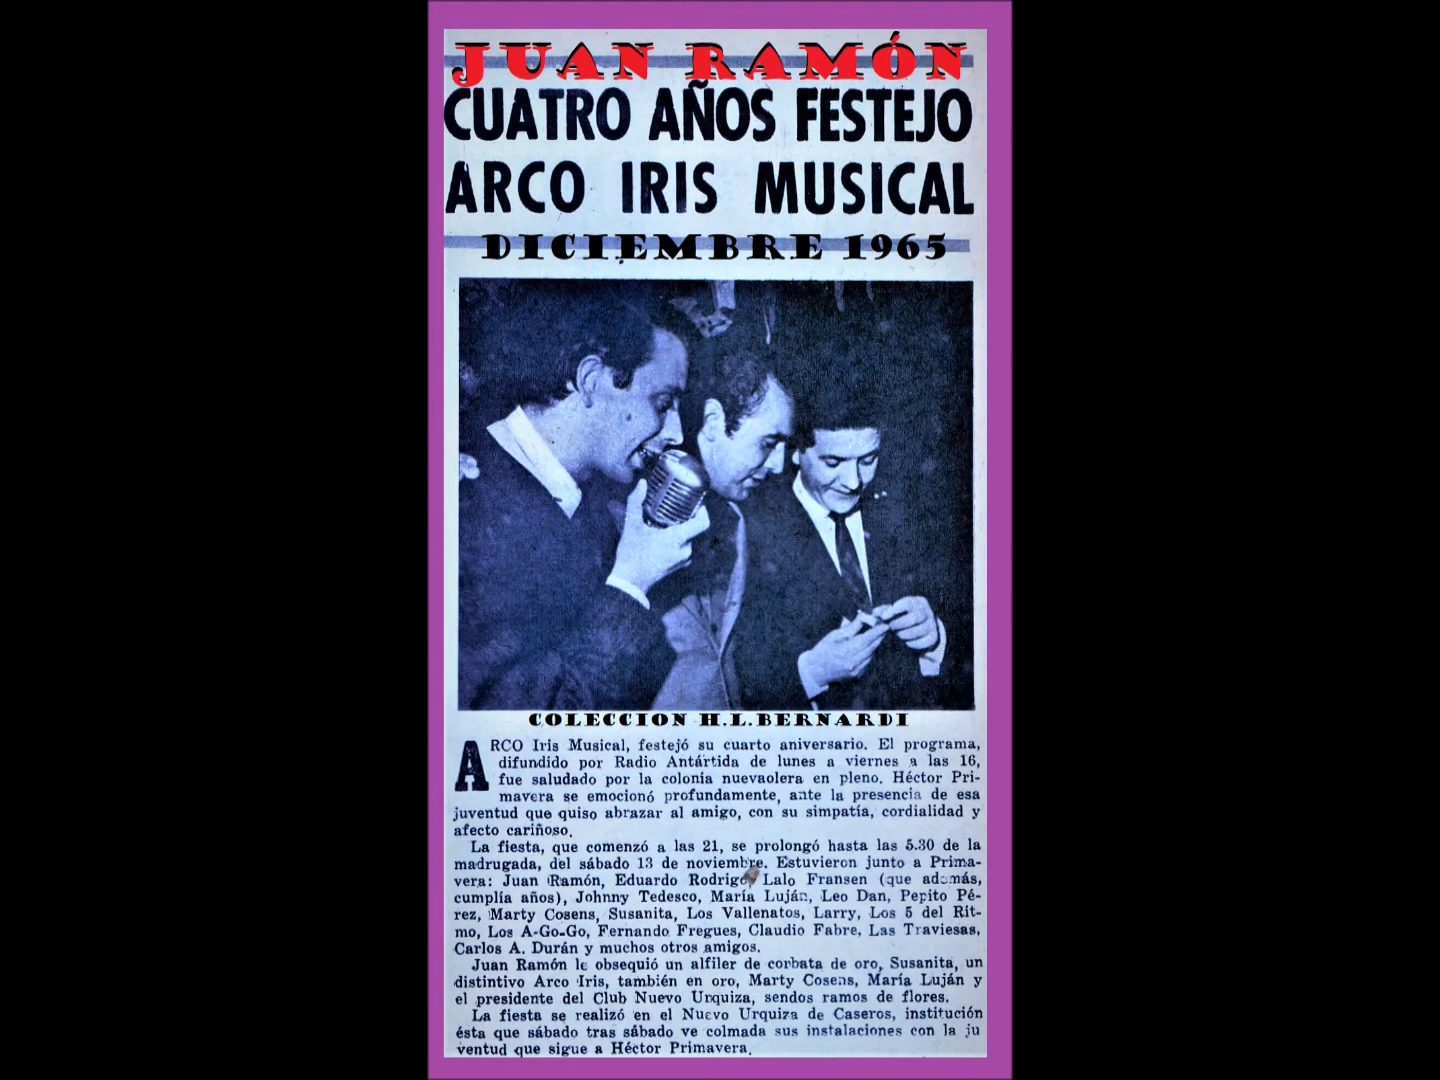 JUAN RAMÓN
CUATRO AÑOS FESTEJO
ARCO IRIS MUSICAL
DICIEMBRE 1965
COLECCION H.L.BERNARDI
ARCO Iris Musical, festejó su cuarto aniversario. El programa,
difundido por Radio Antártida de lunes a viernes a las 16,
fue saludado por la colonia nuevaolera en pleno. Héctor Pri-
mavera se emocionó profundamente, ante la presencia de esa
juventud que quiso abrazar al amigo, con su simpatía, cordialidad y
afecto cariñoso.
La fiesta, que comenzó a las 21, se prolongó hasta las 5.30 de la
madrugada, del sábado 13 de noviembre. Estuvieron junto a Prima-
vera: Juan Ramón, Eduardo Rodrigo, Lalo Fransen (que además,
cumplía años), Johnny Tedesco, María Luján, Leo Dan, Pepito Pé-
rez, Marty Cosens, Susanita, Los Vallenatos, Larry, Los 5 del Rit-
mo, Los A-Go-Go, Fernando Fregues, Claudio Fabre, Las Traviesas,
Carlos A. Durán y muchos otros amigos.
Juan Ramón le obsequió un alfiler de corbata de oro, Susanita, un
distintivo Arco Iris, también en oro, Marty Cosens, María Luján y
el presidente del Club Nuevo Urquiza, sendos ramos de flores.
La fiesta se realizó en el Nuevo Urquiza de Caseros, institución
ésta que sábado tras sábado ve colmada sus instalaciones con la ju
ventud que sigue a Héctor Primavera.